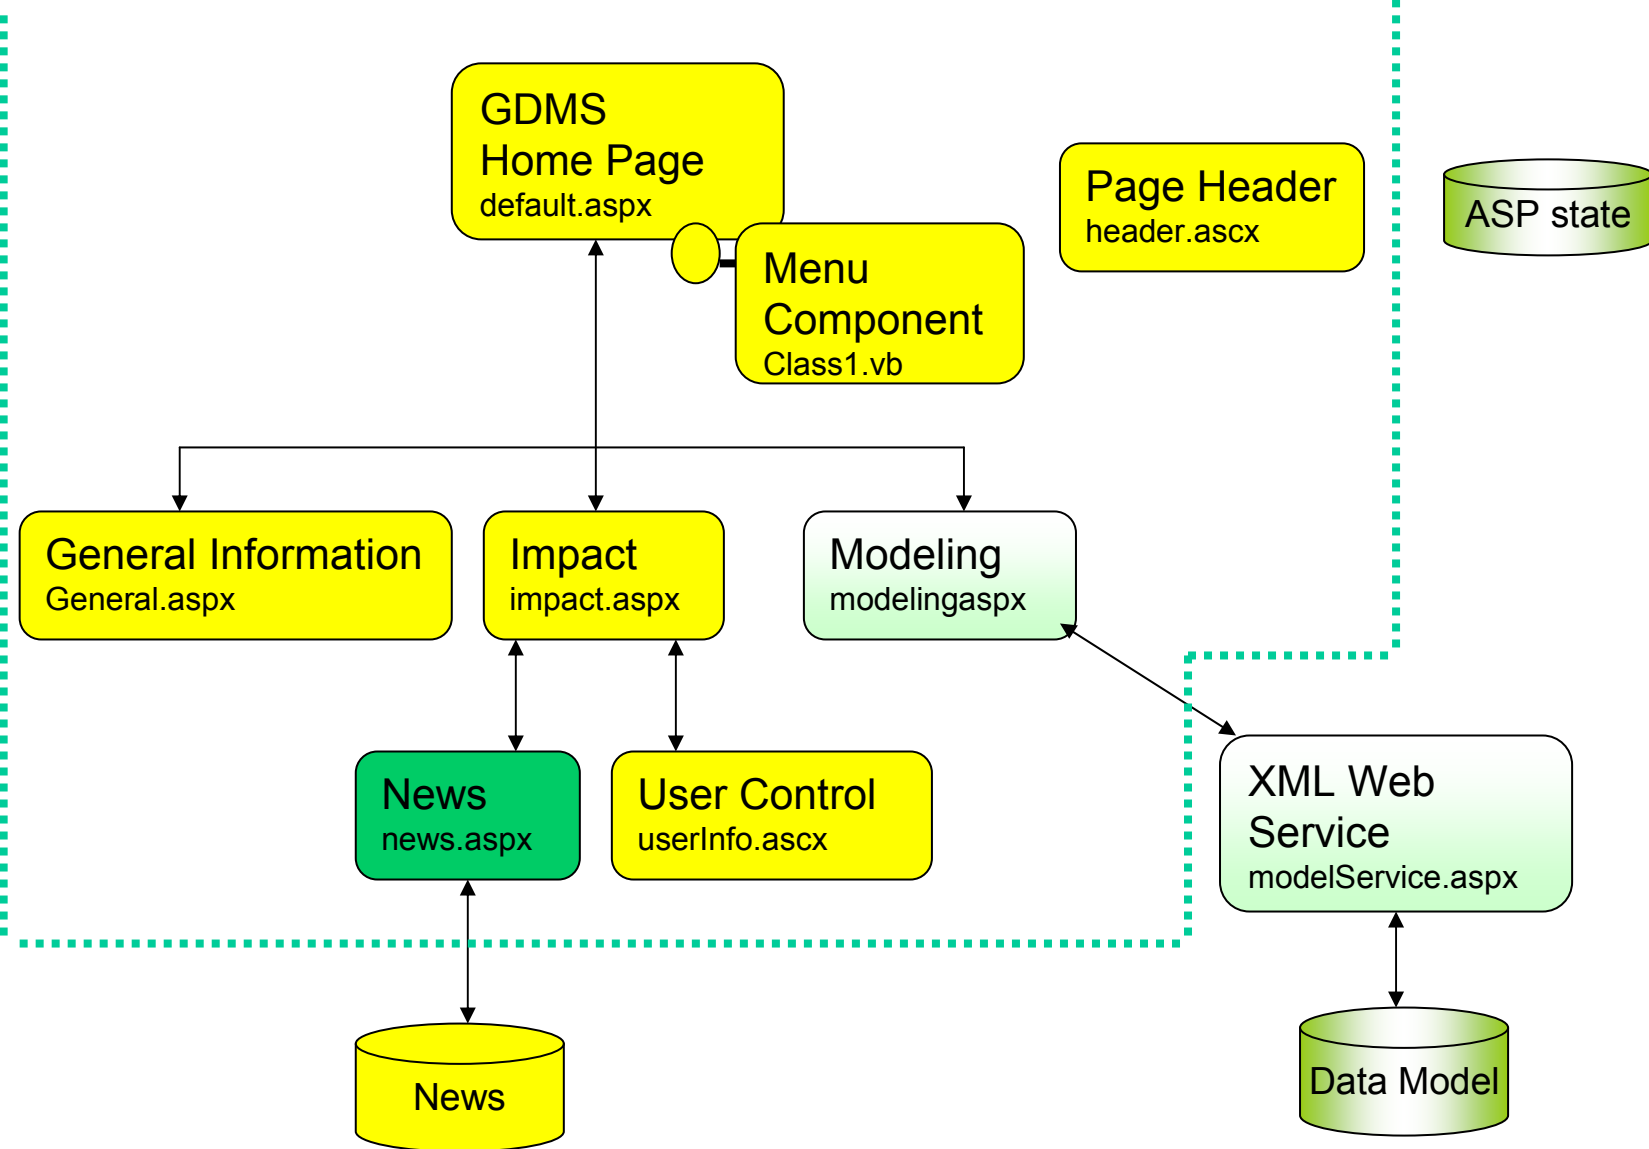 GDMS
Home Page
default.aspx
Page Header
header.ascx
ASP state
Menu
Component
Class1.vb
General Information
General.aspx
Impact
impact.aspx
Modeling
modelingaspx
News
news.aspx
User Control
userInfo.ascx
XML Web
Service
modelService.aspx
News
Data Model